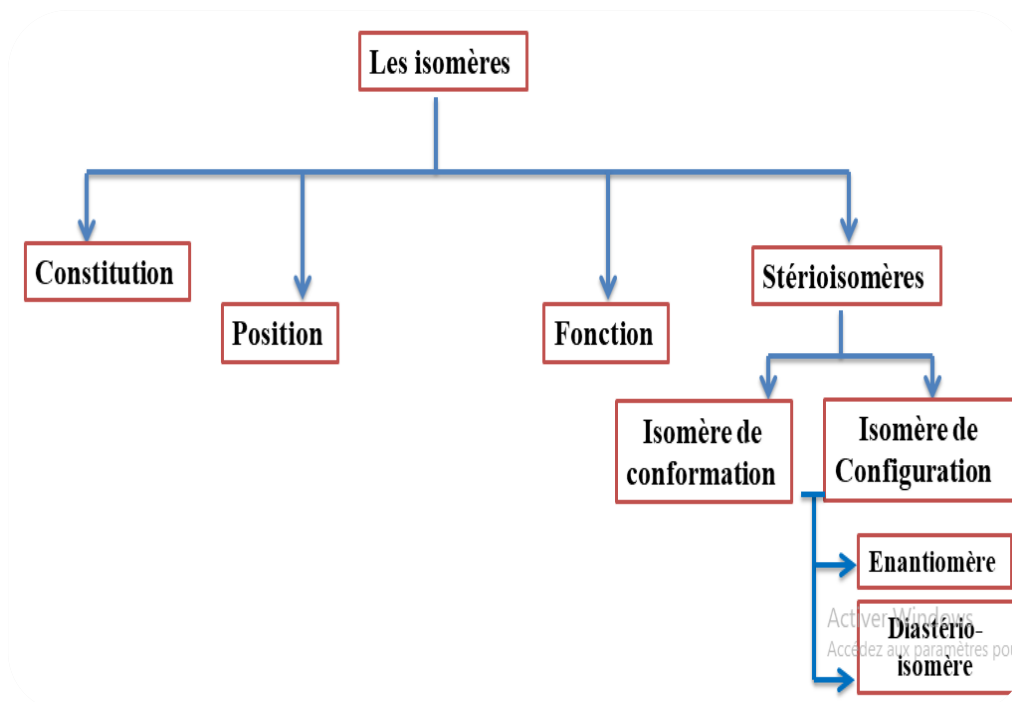 Les isomères
Constitution
Position
Fonction
Stérioisomères
Isomère de
conformation
Isomère de
Configuration
Enantiomère
Activer Windows
Accédez aux paramètres pou
Diastério-
isomère